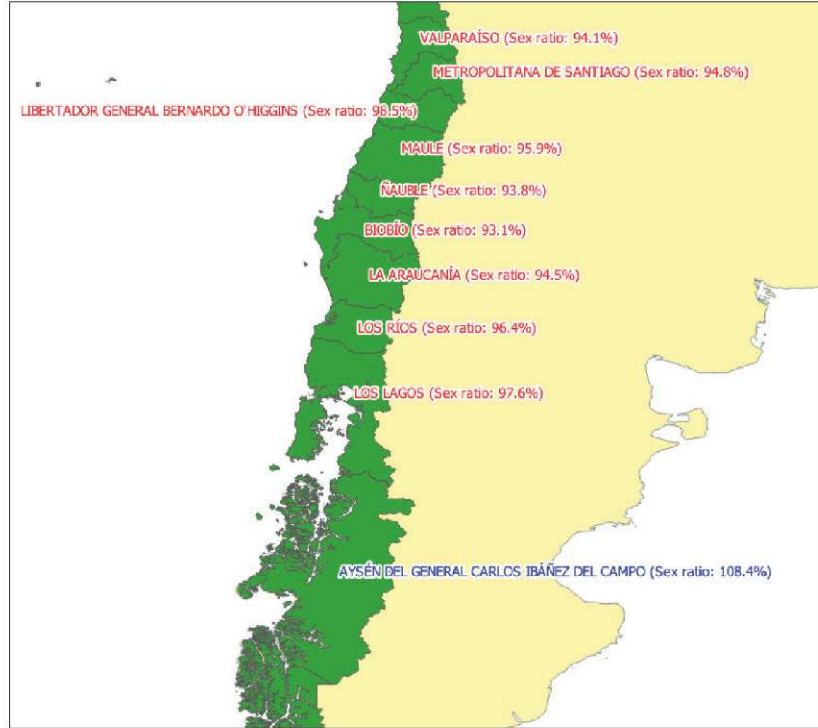 VALPARAÍSO (Sex ratio: 94.1%)
METROPOLITANA DE SANTIAGO (Sex ratio: 94.8%)
LIBERTADOR GENERAL BERNARDO O'HIGGINS (Sex ratio: 98.5%)
MAULE (Sex ratio: 95.9%)
ÑAUBLE (Sex ratio: 93.8%)
BIOBÍO (Sex ratio: 93.1%)
LA ARAUCANÍA (Sex ratio: 94.5%)
LOS RÍOS (Sex ratio: 96.4%)
LOS LAGOS (Sex ratio: 97.6%)
AYSÉN DEL GENERAL CARLOS IBÁÑEZ DEL CAMPO (Sex ratio: 108.4%)